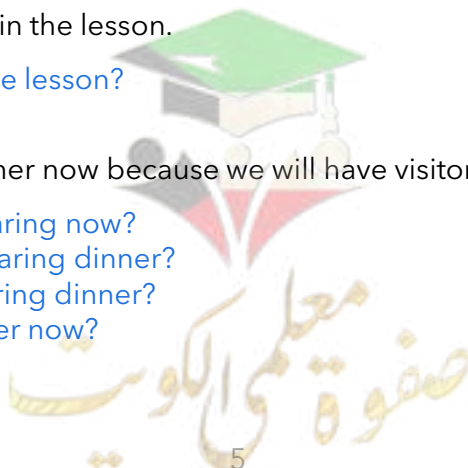 in the lesson.
e lesson?
ner now because we will have visitor
aring now?
aring dinner?
ring dinner?
er now?
صفوة معلمي الكويت
5